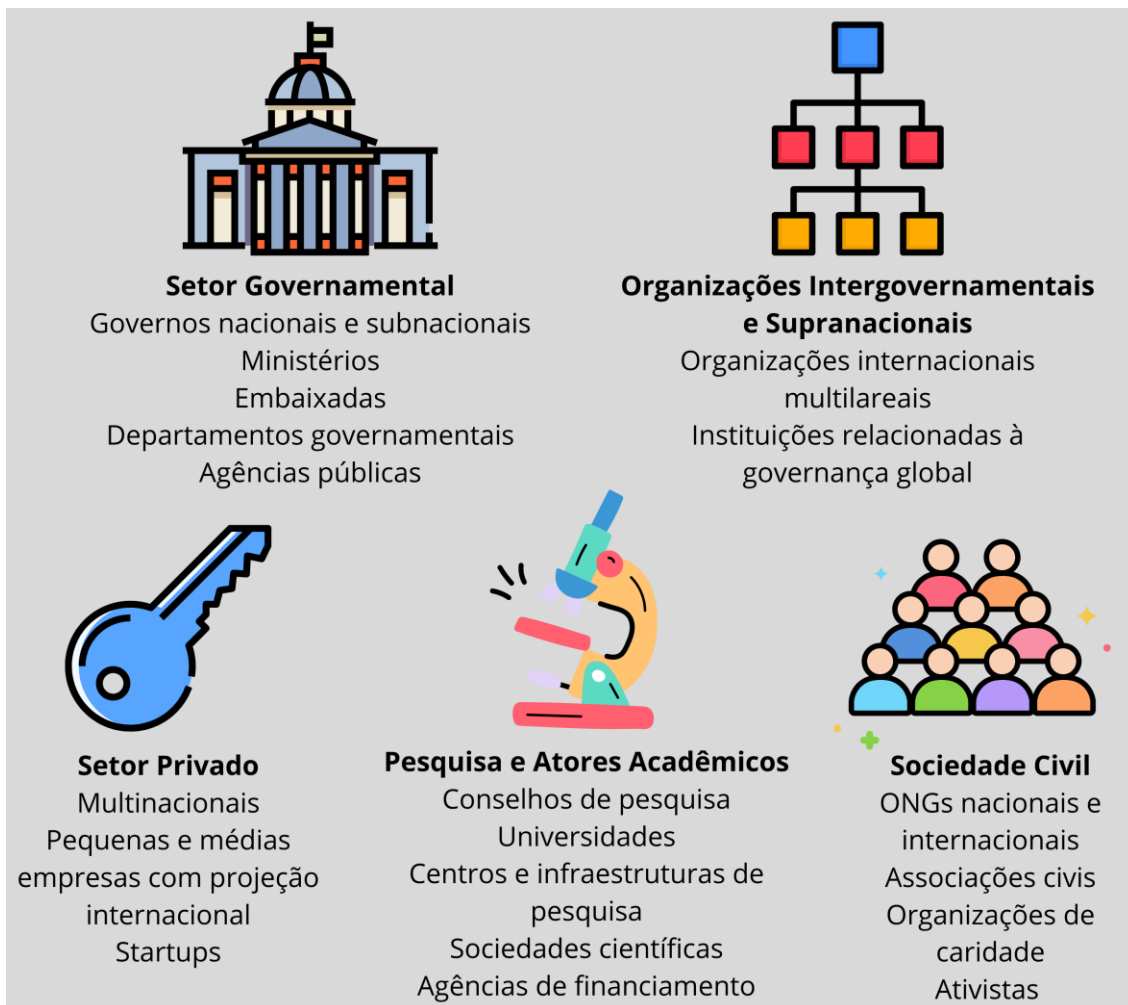 Setor Governamental
Governos nacionais e subnacionais
Ministérios
Embaixadas
Departamentos governamentais
Agências públicas
Organizações Intergovernamentais
e Supranacionais
Organizações internacionais
multilareais
Instituições relacionadas à
governança global
Setor Privado
Multinacionais
Pequenas e médias
empresas com projeção
internacional
Startups
Pesquisa e Atores Acadêmicos
Conselhos de pesquisa
Universidades
Centros e infraestruturas de
pesquisa
Sociedades científicas
Agências de financiamento
Sociedade Civil
ONGs nacionais e
internacionais
Associações civis
Organizações de
caridade
Ativistas